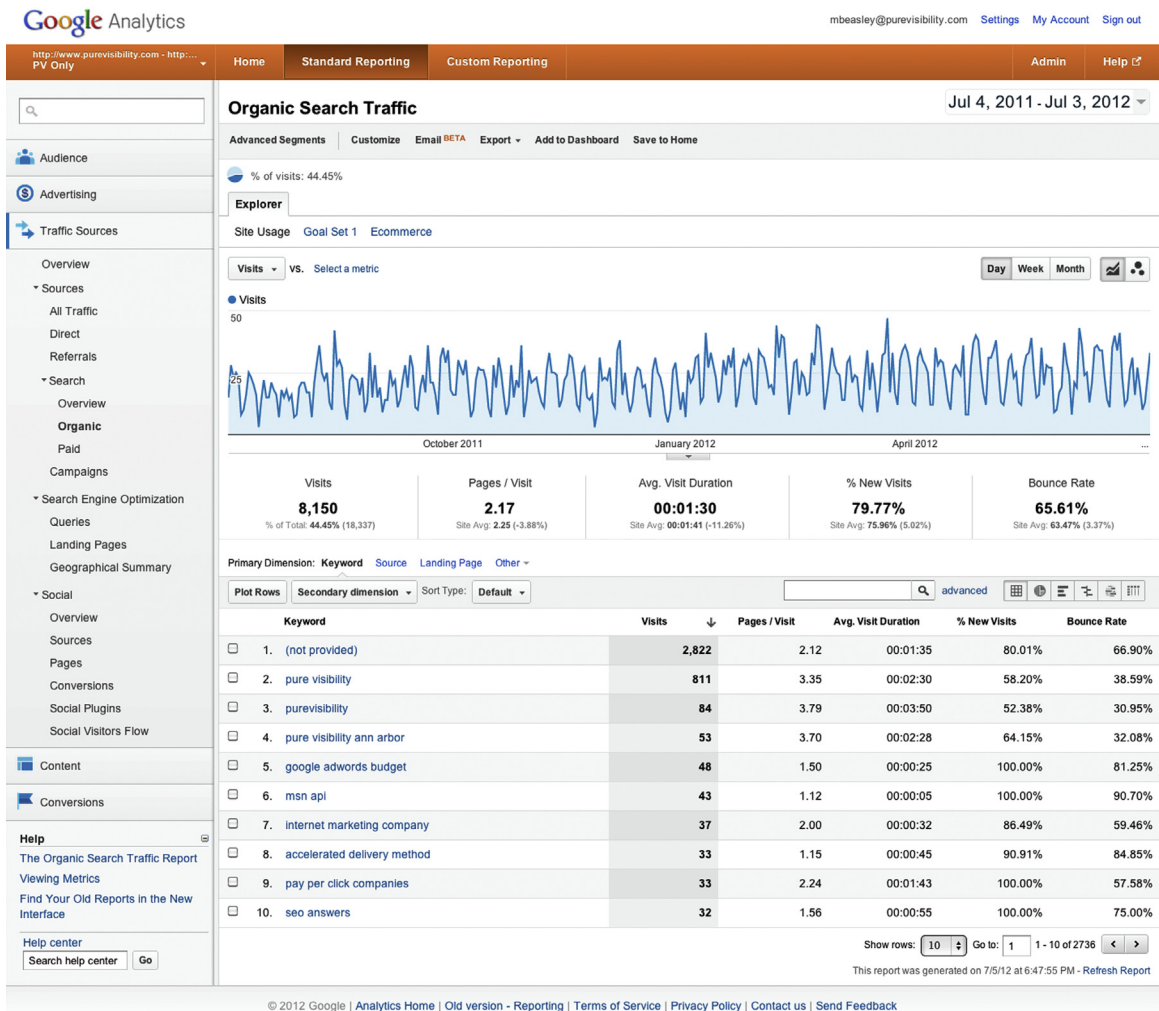 Google Analytics
mbeasley@purevisibility.com Settings My Account Sign out
http://www.purevisibility.com - http:...
PV Only
Home Standard Reporting Custom Reporting Admin Help
Organic Search Traffic
Jul 4, 2011 - Jul 3, 2012
Advanced Segments Customize Email BETA Export Add to Dashboard Save to Home
% of visits: 44.45%
Explorer
Site Usage Goal Set 1 Ecommerce
Visits VS. Select a metric
Day Week Month
Visits
50
25
October 2011 January 2012 April 2012 ...
Visits Pages / Visit Avg. Visit Duration % New Visits Bounce Rate
8,150 2.17 00:01:30 79.77% 65.61%
% of Total: 44.45% (18,337) Site Avg: 2.25 (-3.88%) Site Avg: 00:01:41 (-11.26%) Site Avg: 75.96% (5.02%) Site Avg: 63.47% (3.37%)
Primary Dimension: Keyword Source Landing Page Other
Plot Rows Secondary dimension Sort Type: Default advanced
Keyword Visits Pages / Visit Avg. Visit Duration % New Visits Bounce Rate
1. (not provided) 2,822 2.12 00:01:35 80.01% 66.90%
2. pure visibility 811 3.35 00:02:30 58.20% 38.59%
3. purevisibility 84 3.79 00:03:50 52.38% 30.95%
4. pure visibility ann arbor 53 3.70 00:02:28 64.15% 32.08%
5. google adwords budget 48 1.50 00:00:25 100.00% 81.25%
6. msn api 43 1.12 00:00:05 100.00% 90.70%
7. internet marketing company 37 2.00 00:00:32 86.49% 59.46%
8. accelerated delivery method 33 1.15 00:00:45 90.91% 84.85%
9. pay per click companies 33 2.24 00:01:43 100.00% 57.58%
10. seo answers 32 1.56 00:00:55 100.00% 75.00%
Show rows: 10 Go to: 1 1 - 10 of 2736
This report was generated on 7/5/12 at 6:47:55 PM - Refresh Report
Audience
Advertising
Traffic Sources
Overview
Sources
All Traffic
Direct
Referrals
Search
Overview
Organic
Paid
Campaigns
Search Engine Optimization
Queries
Landing Pages
Geographical Summary
Social
Overview
Sources
Pages
Conversions
Social Plugins
Social Visitors Flow
Content
Conversions
Help
The Organic Search Traffic Report
Viewing Metrics
Find Your Old Reports in the New
Interface
Help center
Search help center Go
© 2012 Google | Analytics Home | Old version - Reporting | Terms of Service | Privacy Policy | Contact us | Send Feedback